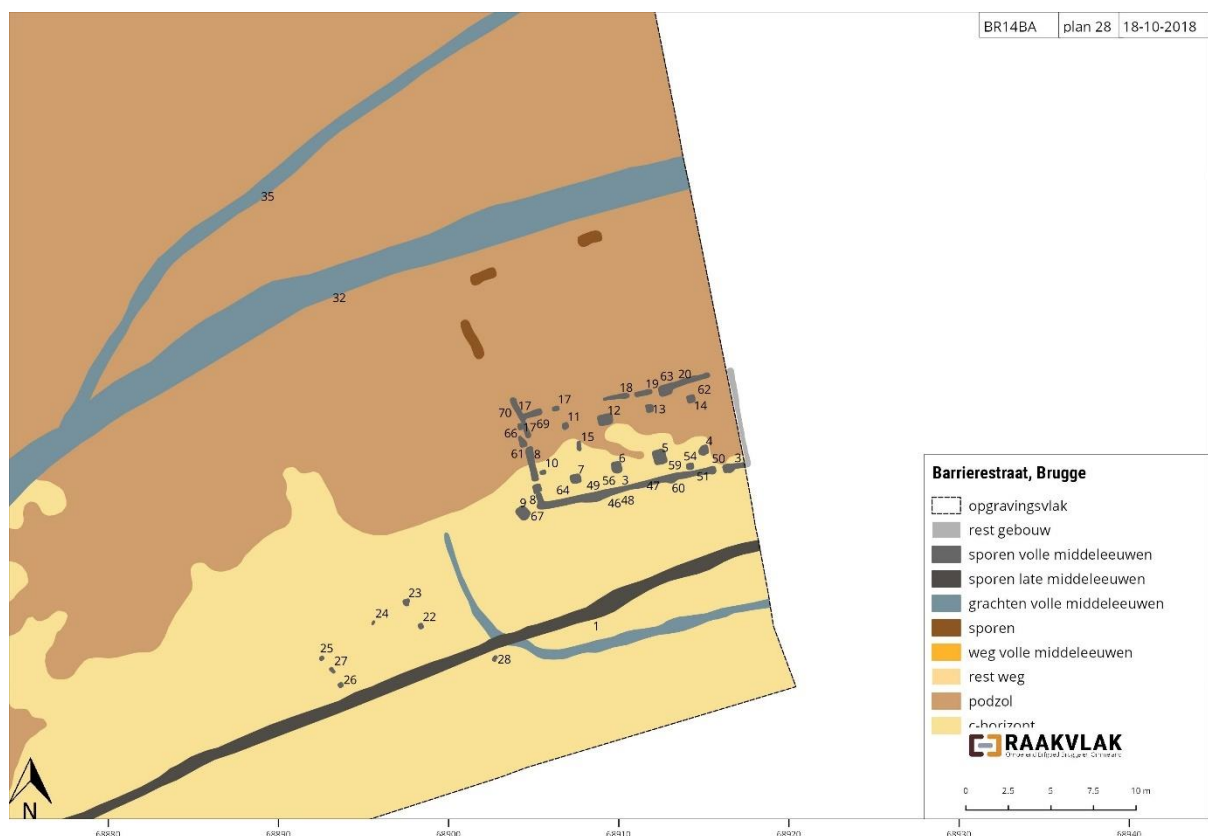 BR14BA plan 28 18-10-2018
35
32
63 20
18 19 62
17 17
70 69 12 13 14
11
66 17
61 15
8 4
10 6 5
7 54 50 3
64 49 56 3 59 51
9 8 47 60
67 46 48
23
24 22
1
25
27 28
26
Barrierestraat, Brugge
opgravingsvlak
rest gebouw
sporen volle middeleeuwen
sporen late middeleeuwen
grachten volle middeleeuwen
sporen
weg volle middeleeuwen
rest weg
podzol
c-horizont
RAAKVLAK
N
0 2.5 5 7.5 10 m
68880 68890 68900 68910 68920 68930 68940